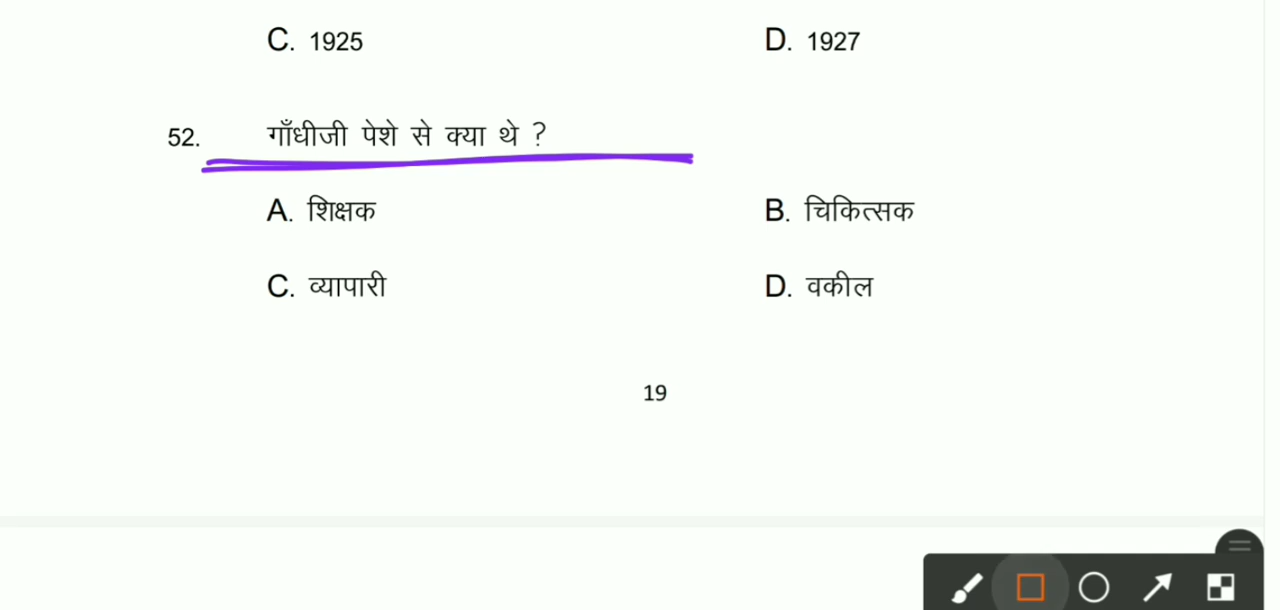 C. 1925 D. 1927
52. गाँधीजी पेशे से क्या थे ?
A. शिक्षक B. चिकित्सक
C. व्यापारी D. वकील
19